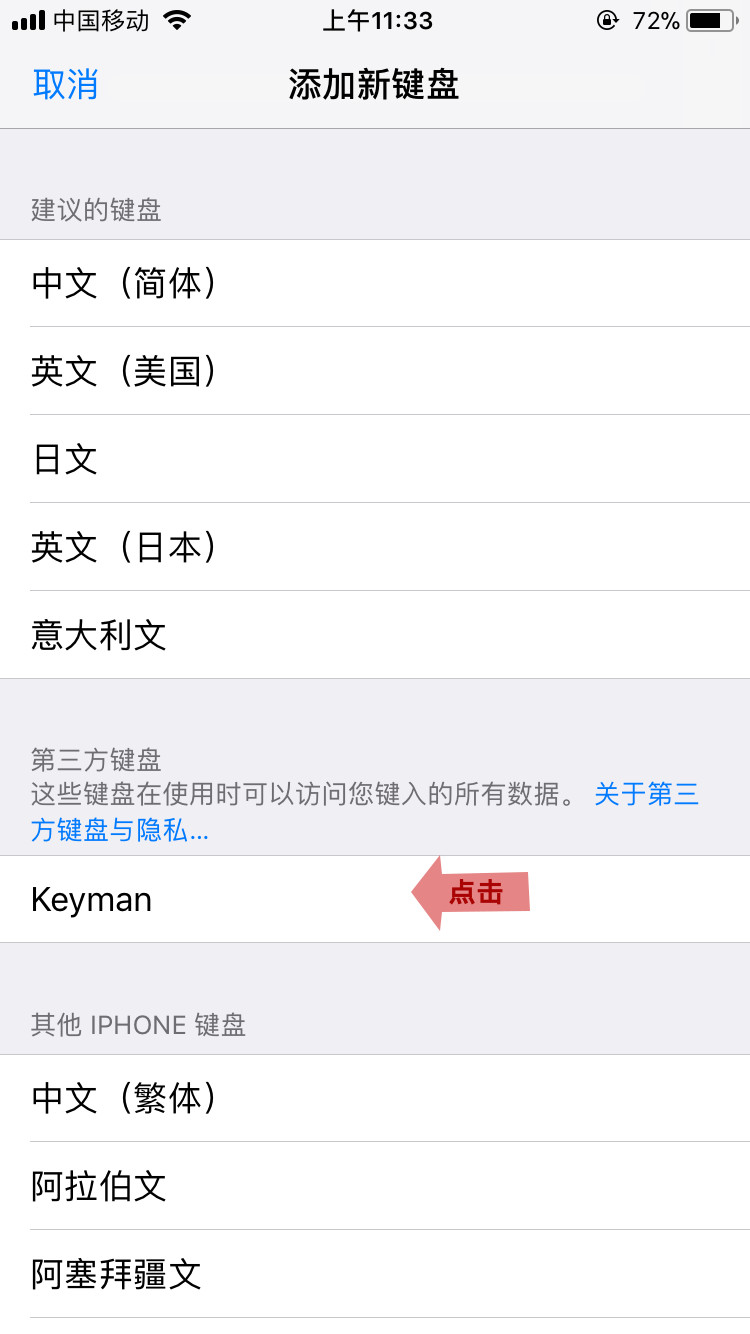 中国移动 上午11:33 72%
取消 添加新键盘
建议的键盘
中文（简体）
英文（美国）
日文
英文（日本）
意大利文
第三方键盘
这些键盘在使用时可以访问您键入的所有数据。 关于第三
方键盘与隐私...
Keyman 点击
其他 IPHONE 键盘
中文（繁体）
阿拉伯文
阿塞拜疆文